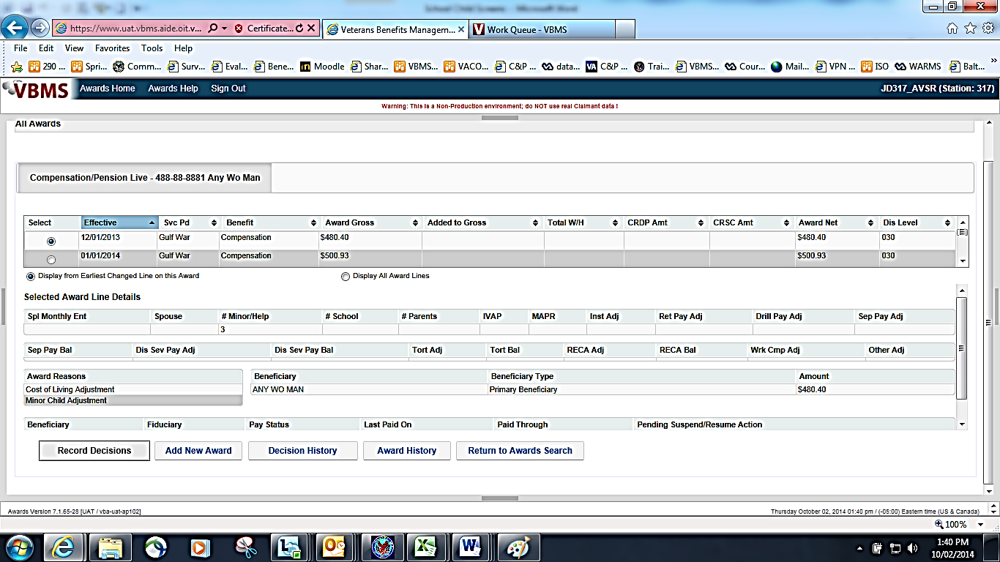 School Child Screens - Microsoft Word
https://www.uat.vbms.aide.oit.v... Certificate... Veterans Benefits Managem... Work Queue - VBMS
File Edit View Favorites Tools Help
290 ... Spri... Comm... Surv... Eval... Bene... Moodle Shar... VBMS... VACO... C&P ... data... C&P ... Trai... VBMS... Cour... Mail... VPN ... ISO WARMS Balt...
VBMS Awards Home Awards Help Sign Out JD317_AVSR (Station: 317)
Warning: This is a Non-Production environment; do NOT use real Claimant data !
All Awards
Compensation/Pension Live - 488-88-8881 Any Wo Man
Select Effective Svc Pd Benefit Award Gross Added to Gross Total W/H CRDP Amt CRSC Amt Award Net Dis Level
12/01/2013 Gulf War Compensation $480.40 $480.40 030
01/01/2014 Gulf War Compensation $500.93 $500.93 030
Display from Earliest Changed Line on this Award Display All Award Lines
Selected Award Line Details
Spl Monthly Ent Spouse # Minor/Help # School # Parents IVAP MAPR Inst Adj Ret Pay Adj Drill Pay Adj Sep Pay Adj
3
Sep Pay Bal Dis Sev Pay Adj Dis Sev Pay Bal Tort Adj Tort Bal RECA Adj RECA Bal Wrk Cmp Adj Other Adj
Award Reasons Beneficiary Beneficiary Type Amount
Cost of Living Adjustment ANY WO MAN Primary Beneficiary $480.40
Minor Child Adjustment
Beneficiary Fiduciary Pay Status Last Paid On Paid Through Pending Suspend/Resume Action
Record Decisions Add New Award Decision History Award History Return to Awards Search
Awards Version 7.1.65-28 [UAT / vba-uat-ap102] Thursday October 02, 2014 01:40 pm / (-05:00) Eastern time (US & Canada)
100%
1:40 PM
10/02/2014